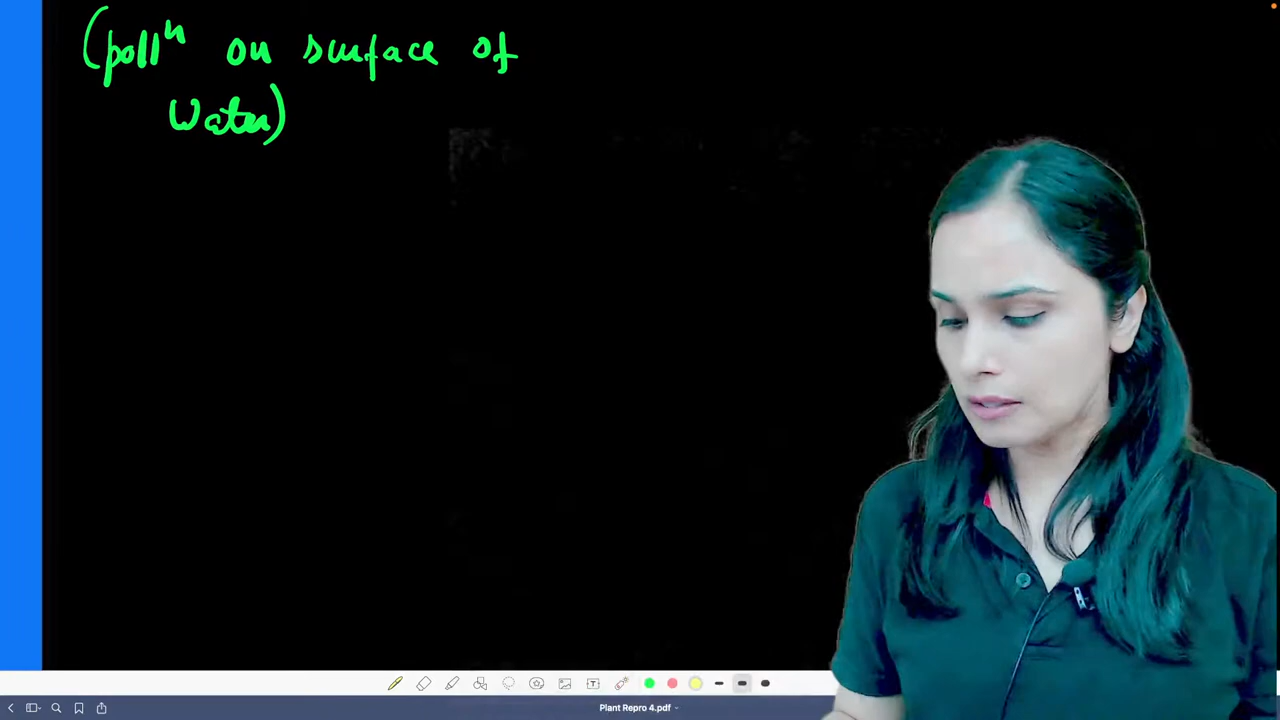 (pollⁿ on surface of
Water)
Plant Repro 4.pdf